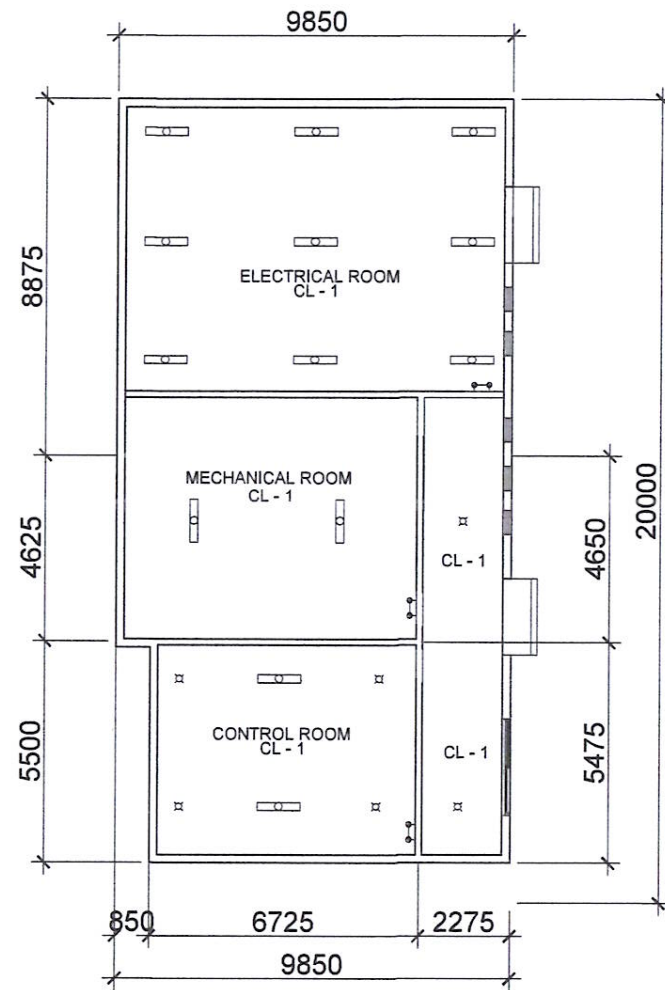 9850
8875
ELECTRICAL ROOM
CL - 1
20000
MECHANICAL ROOM
CL - 1
4625
4650
CL - 1
5500
CONTROL ROOM
CL - 1
CL - 1
5475
850
6725
2275
9850